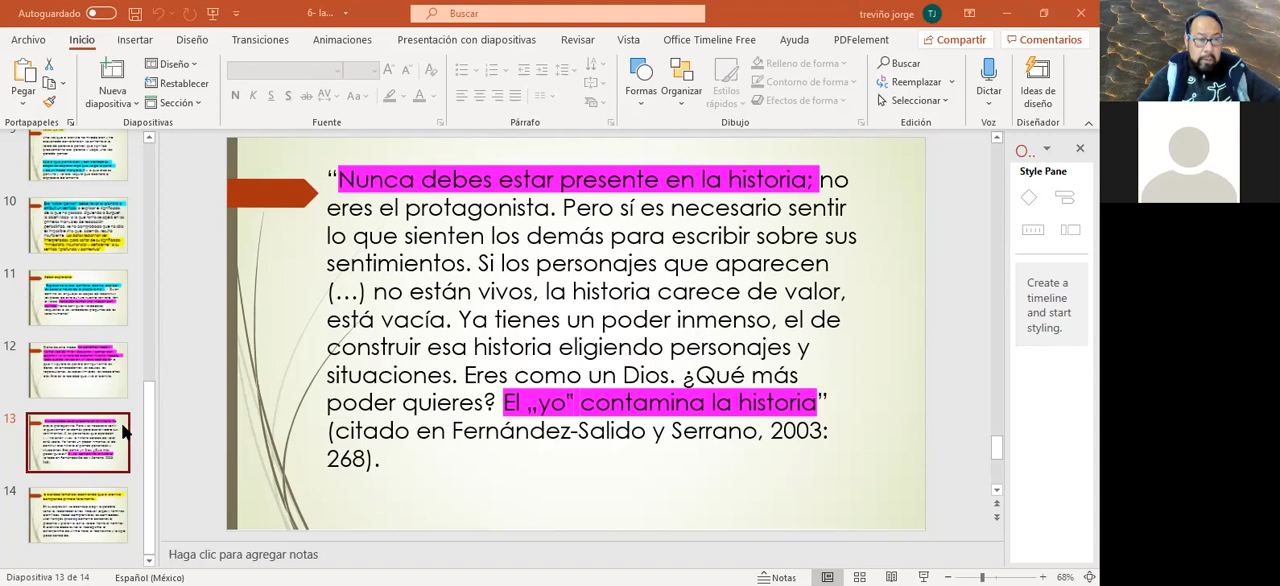 Autoguardado
6- la...
Buscar
treviño jorge
TJ
Archivo
Inicio
Insertar
Diseño
Transiciones
Animaciones
Presentación con diapositivas
Revisar
Vista
Office Timeline Free
Ayuda
PDFelement
Compartir
Comentarios
Pegar
Nueva
diapositiva
Diseño
Restablecer
Sección
N K S S ab AV Aa A
Formas
Organizar
Estilos
rápidos
Relleno de forma
Contorno de forma
Efectos de forma
Buscar
Reemplazar
Seleccionar
Dictar
Ideas de
diseño
Portapapeles
Diapositivas
Fuente
Párrafo
Dibujo
Edición
Voz
Diseñador
10
11
12
13
14
“Nunca debes estar presente en la historia; no
eres el protagonista. Pero sí es necesario sentir
lo que sienten los demás para escribir sobre sus
sentimientos. Si los personajes que aparecen
(…) no están vivos, la historia carece de valor,
está vacía. Ya tienes un poder inmenso, el de
construir esa historia eligiendo personajes y
situaciones. Eres como un Dios. ¿Qué más
poder quieres? El „yo‟ contamina la historia”
(citado en Fernández-Salido y Serrano, 2003:
268).
O...
Style Pane
Create a
timeline
and start
styling.
Haga clic para agregar notas
Diapositiva 13 de 14
Español (México)
Notas
68%